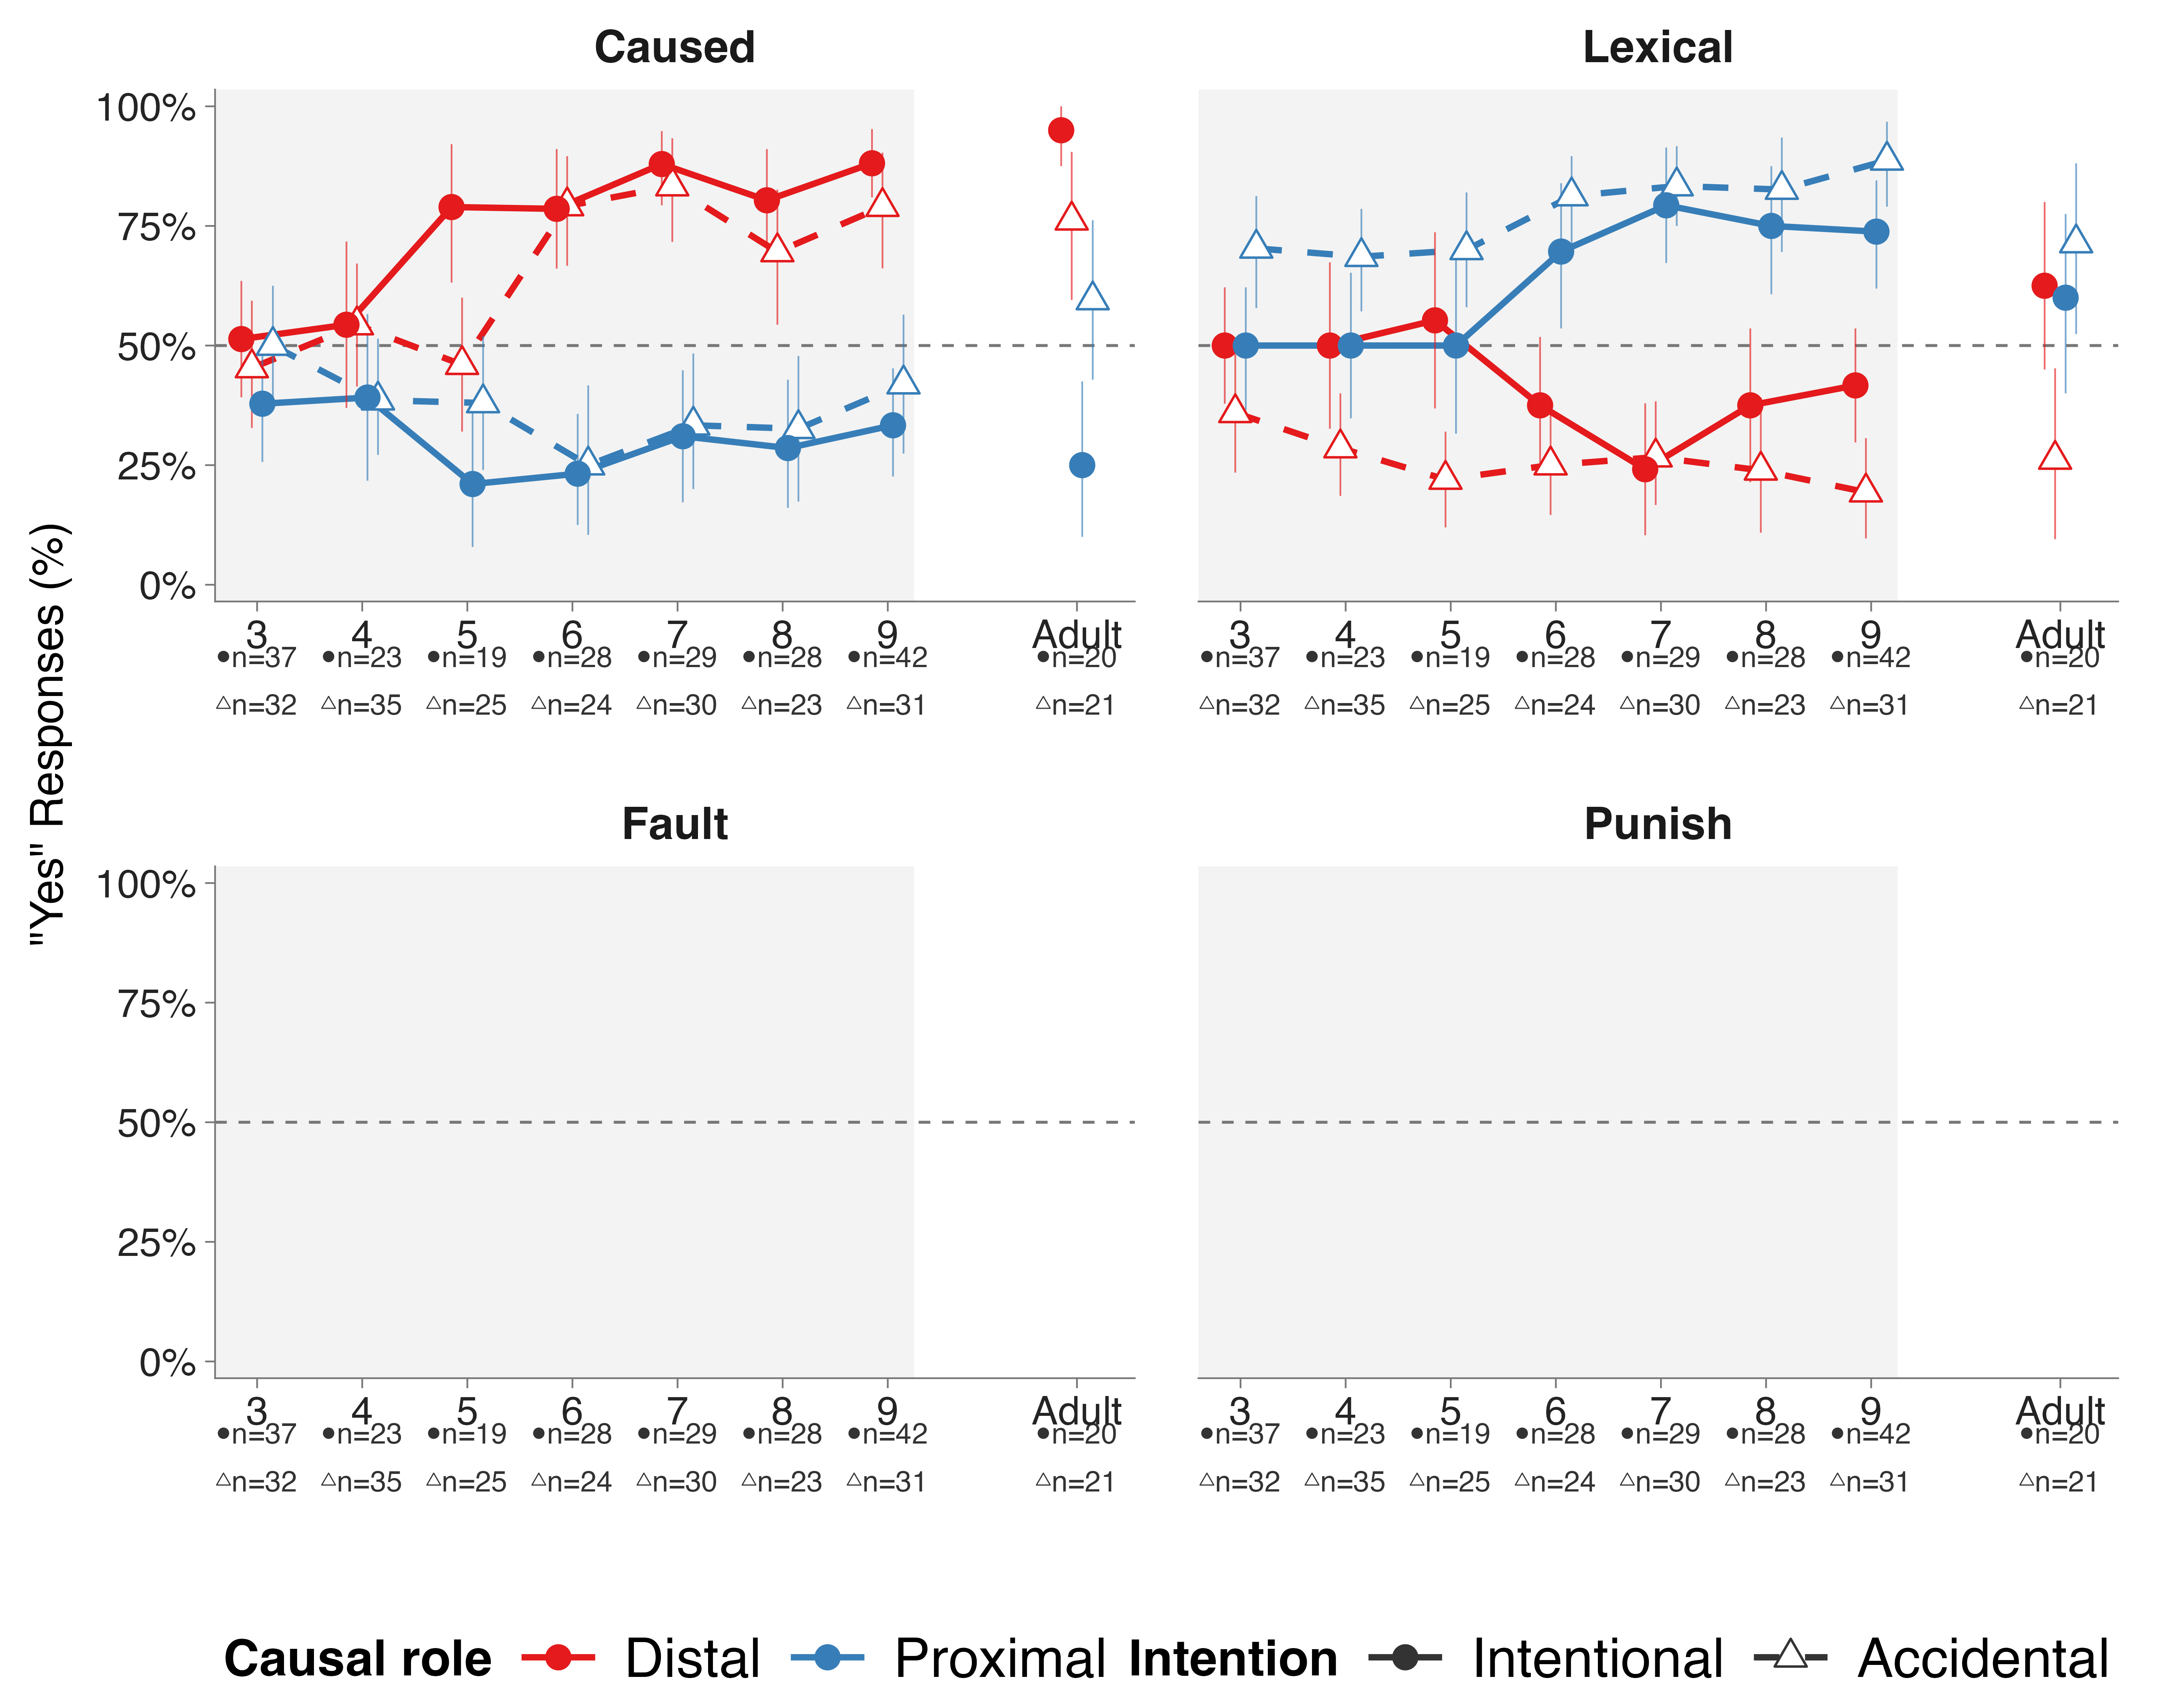 Caused Lexical
100%
75%
50%
25%
0%
3 4 5 6 7 8 9 Adult 3 4 5 6 7 8 9 Adult
n=37 n=23 n=19 n=28 n=29 n=28 n=42 n=20 n=37 n=23 n=19 n=28 n=29 n=28 n=42 n=20
n=32 n=35 n=25 n=24 n=30 n=23 n=31 n=21 n=32 n=35 n=25 n=24 n=30 n=23 n=31 n=21
"Yes" Responses (%)
Fault Punish
100%
75%
50%
25%
0%
3 4 5 6 7 8 9 Adult 3 4 5 6 7 8 9 Adult
n=37 n=23 n=19 n=28 n=29 n=28 n=42 n=20 n=37 n=23 n=19 n=28 n=29 n=28 n=42 n=20
n=32 n=35 n=25 n=24 n=30 n=23 n=31 n=21 n=32 n=35 n=25 n=24 n=30 n=23 n=31 n=21
Causal role Distal Proximal Intention Intentional Accidental